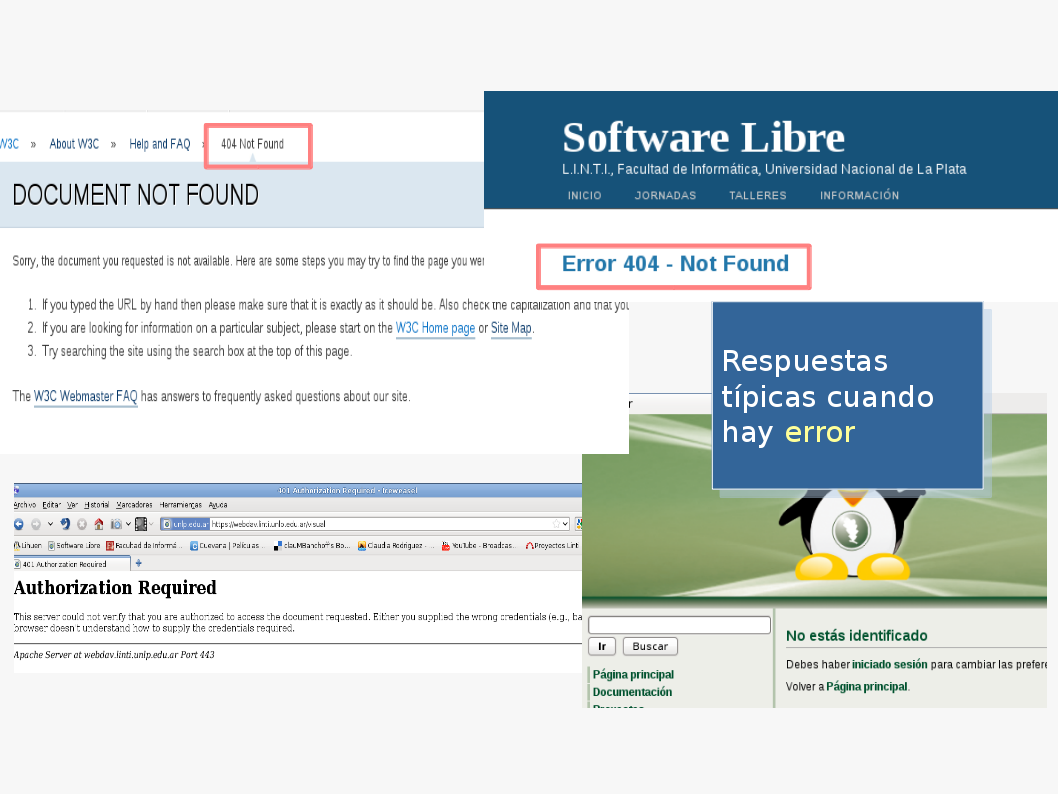 W3C » About W3C » Help and FAQ » 404 Not Found
DOCUMENT NOT FOUND
Sorry, the document you requested is not available. Here are some steps you may try to find the page you wer
1. If you typed the URL by hand then please make sure that it is exactly as it should be. Also check the capitalization and that you
2. If you are looking for information on a particular subject, please start on the W3C Home page or Site Map.
3. Try searching the site using the search box at the top of this page.
The W3C Webmaster FAQ has answers to frequently asked questions about our site.
Software Libre
L.I.N.T.I., Facultad de Informática, Universidad Nacional de La Plata
INICIO JORNADAS TALLERES INFORMACIÓN
Error 404 - Not Found
Respuestas
típicas cuando
hay error
401 Authorization Required - Iceweasel
Archivo Editar Ver Historial Marcadores Herramientas Ayuda
unlp.edu.ar https://webdav.linti.unlp.edu.ar/visual
Lihuen Software Libre Facultad de Informá... Cuevana | Películas ... clauMBanchoff's Bo... Claudia Rodriguez - ... YouTube - Broadcas... Proyectos Lint
401 Authorization Required
Authorization Required
This server could not verify that you are authorized to access the document requested. Either you supplied the wrong credentials (e.g., ba
browser doesn't understand how to supply the credentials required.
Apache Server at webdav.linti.unlp.edu.ar Port 443
r
Ir Buscar
Página principal
Documentación
No estás identificado
Debes haber iniciado sesión para cambiar las prefere
Volver a Página principal.